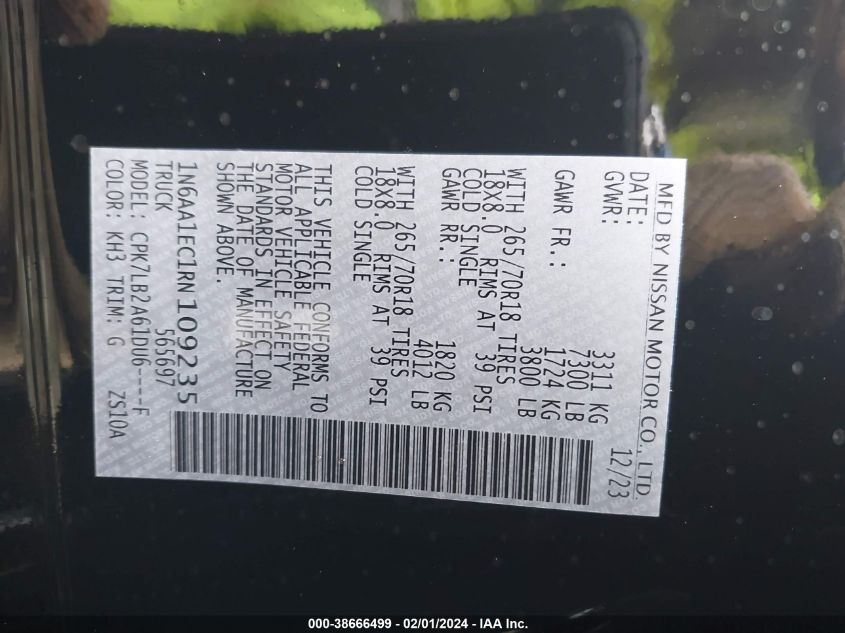 MFD BY NISSAN MOTOR CO., LTD.
DATE: 12/23
GVWR: 3311 KG
7300 LB
GAWR FR.: 1724 KG
3800 LB
WITH 265/70R18 TIRES
18X8.0 RIMS AT 39 PSI
COLD SINGLE
GAWR RR.: 1820 KG
4012 LB
WITH 265/70R18 TIRES
18X8.0 RIMS AT 39 PSI
COLD SINGLE
THIS VEHICLE CONFORMS TO
ALL APPLICABLE FEDERAL
MOTOR VEHICLE SAFETY
STANDARDS IN EFFECT ON
THE DATE OF MANUFACTURE
SHOWN ABOVE.
1N6AA1EC1RN109235
TRUCK 565697
MODEL: CPK7LB2A61DU6----F
COLOR: KH3 TRIM: G ZS10A
000-38666499 - 02/01/2024 - IAA Inc.